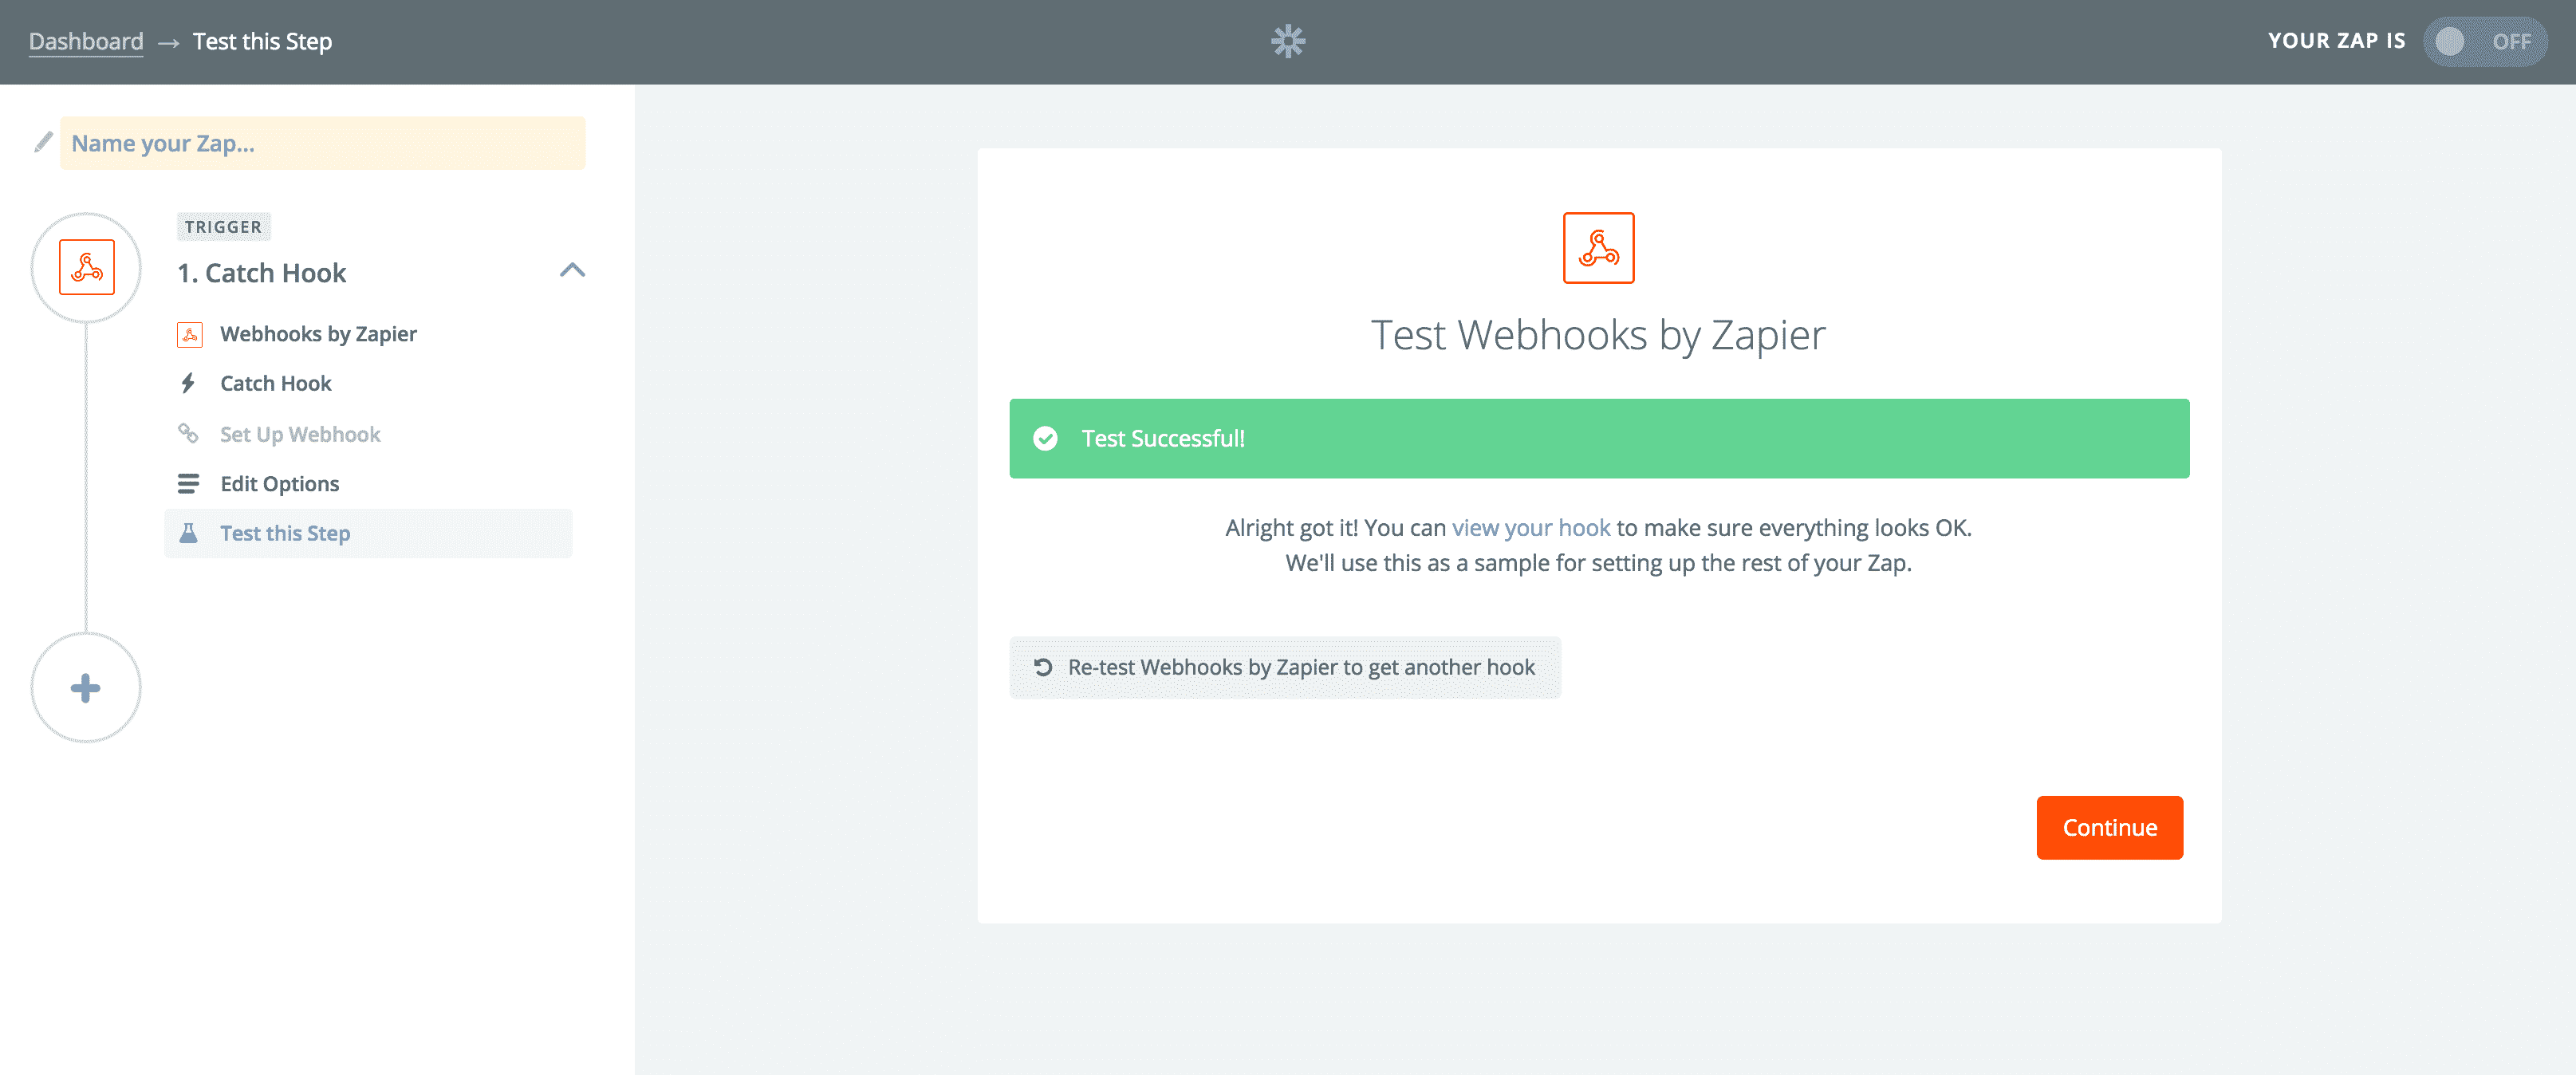 Dashboard → Test this Step
YOUR ZAP IS OFF
Name your Zap...
TRIGGER
1. Catch Hook
Webhooks by Zapier
Catch Hook
Set Up Webhook
Edit Options
Test this Step
Test Webhooks by Zapier
Test Successful!
Alright got it! You can view your hook to make sure everything looks OK.
We'll use this as a sample for setting up the rest of your Zap.
Re-test Webhooks by Zapier to get another hook
Continue